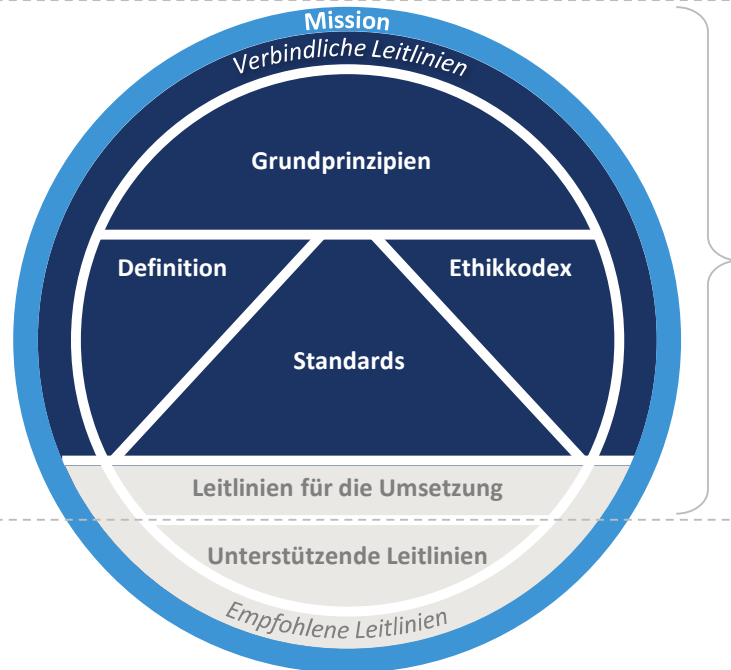 Mission
Verbindliche Leitlinien
Grundprinzipien
Definition
Ethikkodex
Standards
Leitlinien für die Umsetzung
Unterstützende Leitlinien
Empfohlene Leitlinien